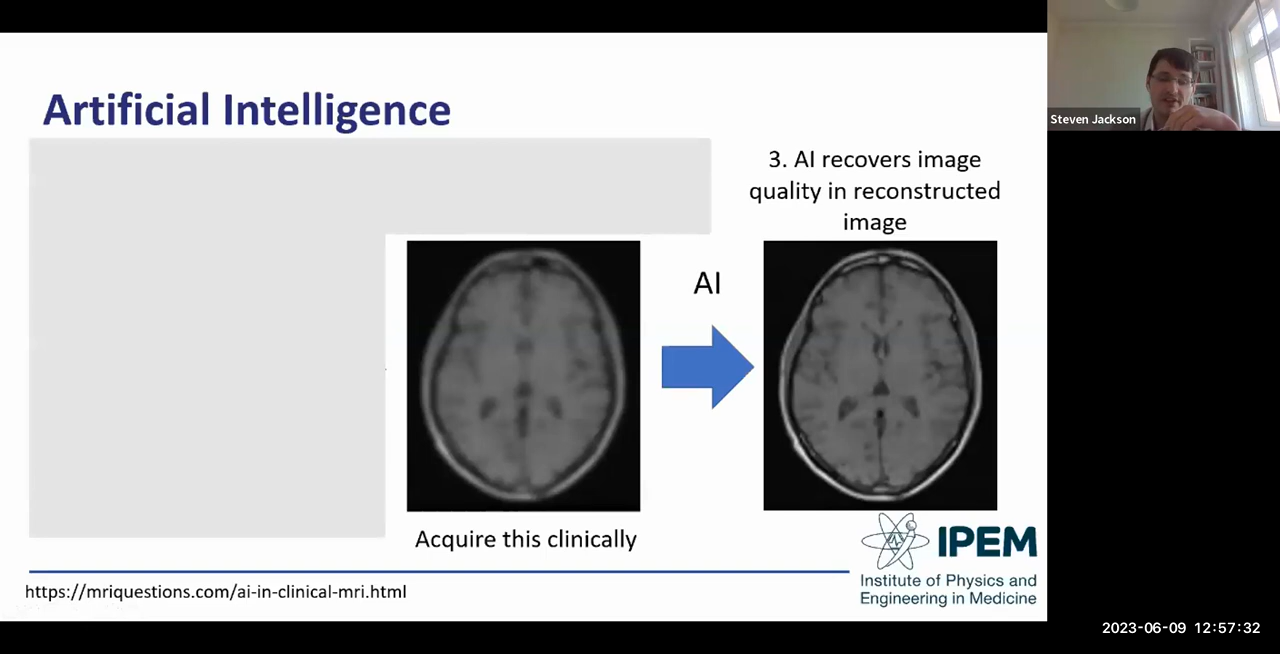 Artificial Intelligence
3. AI recovers image
quality in reconstructed
image
AI
Acquire this clinically
https://mriquestions.com/ai-in-clinical-mri.html
IPEM
Institute of Physics and
Engineering in Medicine
Steven Jackson
2023-06-09 12:57:32